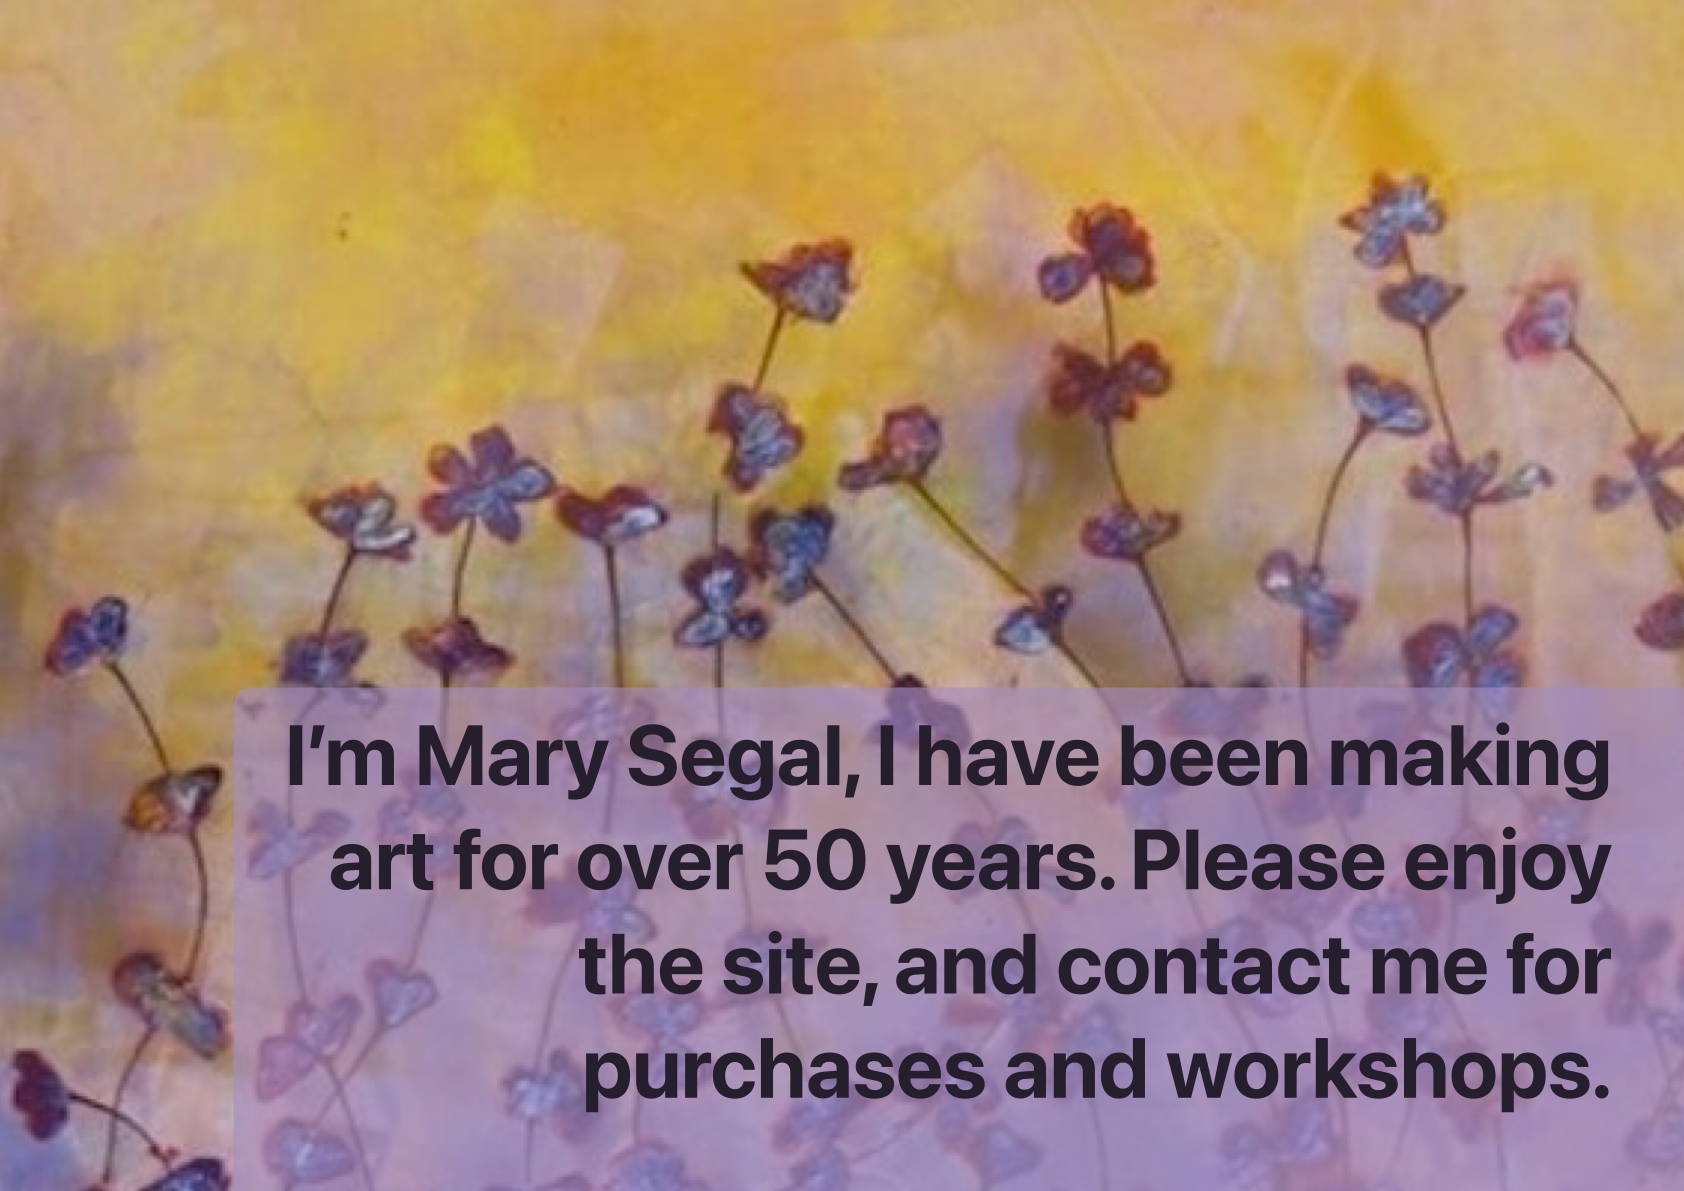 I’m Mary Segal, I have been making
art for over 50 years. Please enjoy
the site, and contact me for
purchases and workshops.